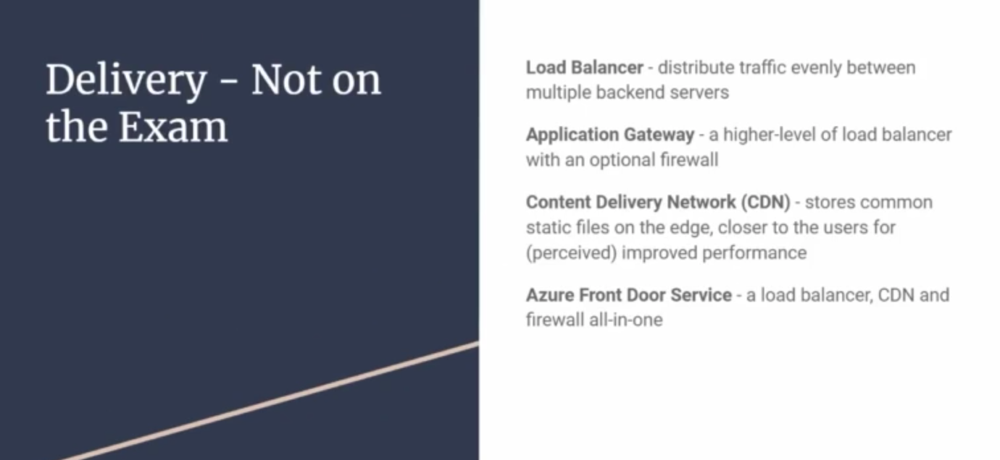 Delivery - Not on
the Exam
Load Balancer - distribute traffic evenly between
multiple backend servers
Application Gateway - a higher-level of load balancer
with an optional firewall
Content Delivery Network (CDN) - stores common
static files on the edge, closer to the users for
(perceived) improved performance
Azure Front Door Service - a load balancer, CDN and
firewall all-in-one